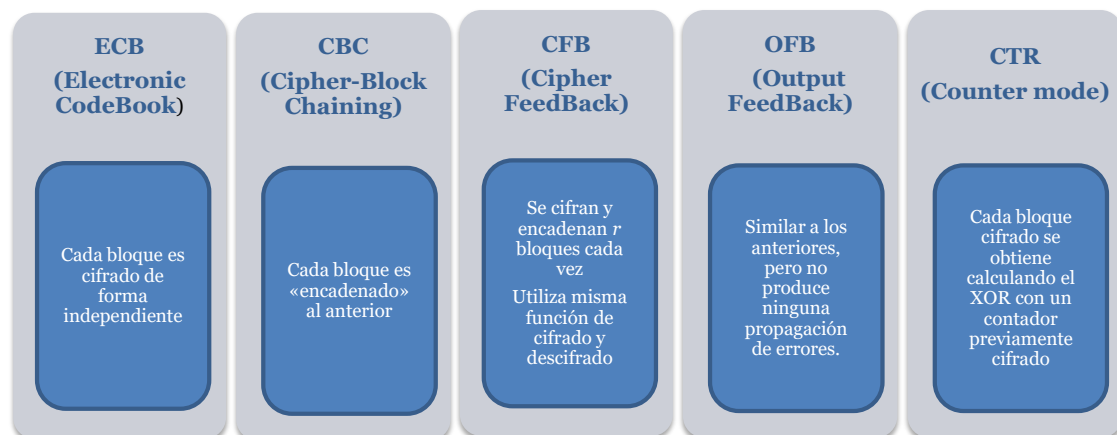 ECB
(Electronic
CodeBook)
Cada bloque es
cifrado de
forma
independiente
CBC
(Cipher-Block
Chaining)
Cada bloque es
«encadenado»
al anterior
CFB
(Cipher
FeedBack)
Se cifran y
encadenan r
bloques cada
vez
Utiliza misma
función de
cifrado y
descifrado
OFB
(Output
FeedBack)
Similar a los
anteriores,
pero no
produce
ninguna
propagación
de errores.
CTR
(Counter mode)
Cada bloque
cifrado se
obtiene
calculando el
XOR con un
contador
previamente
cifrado